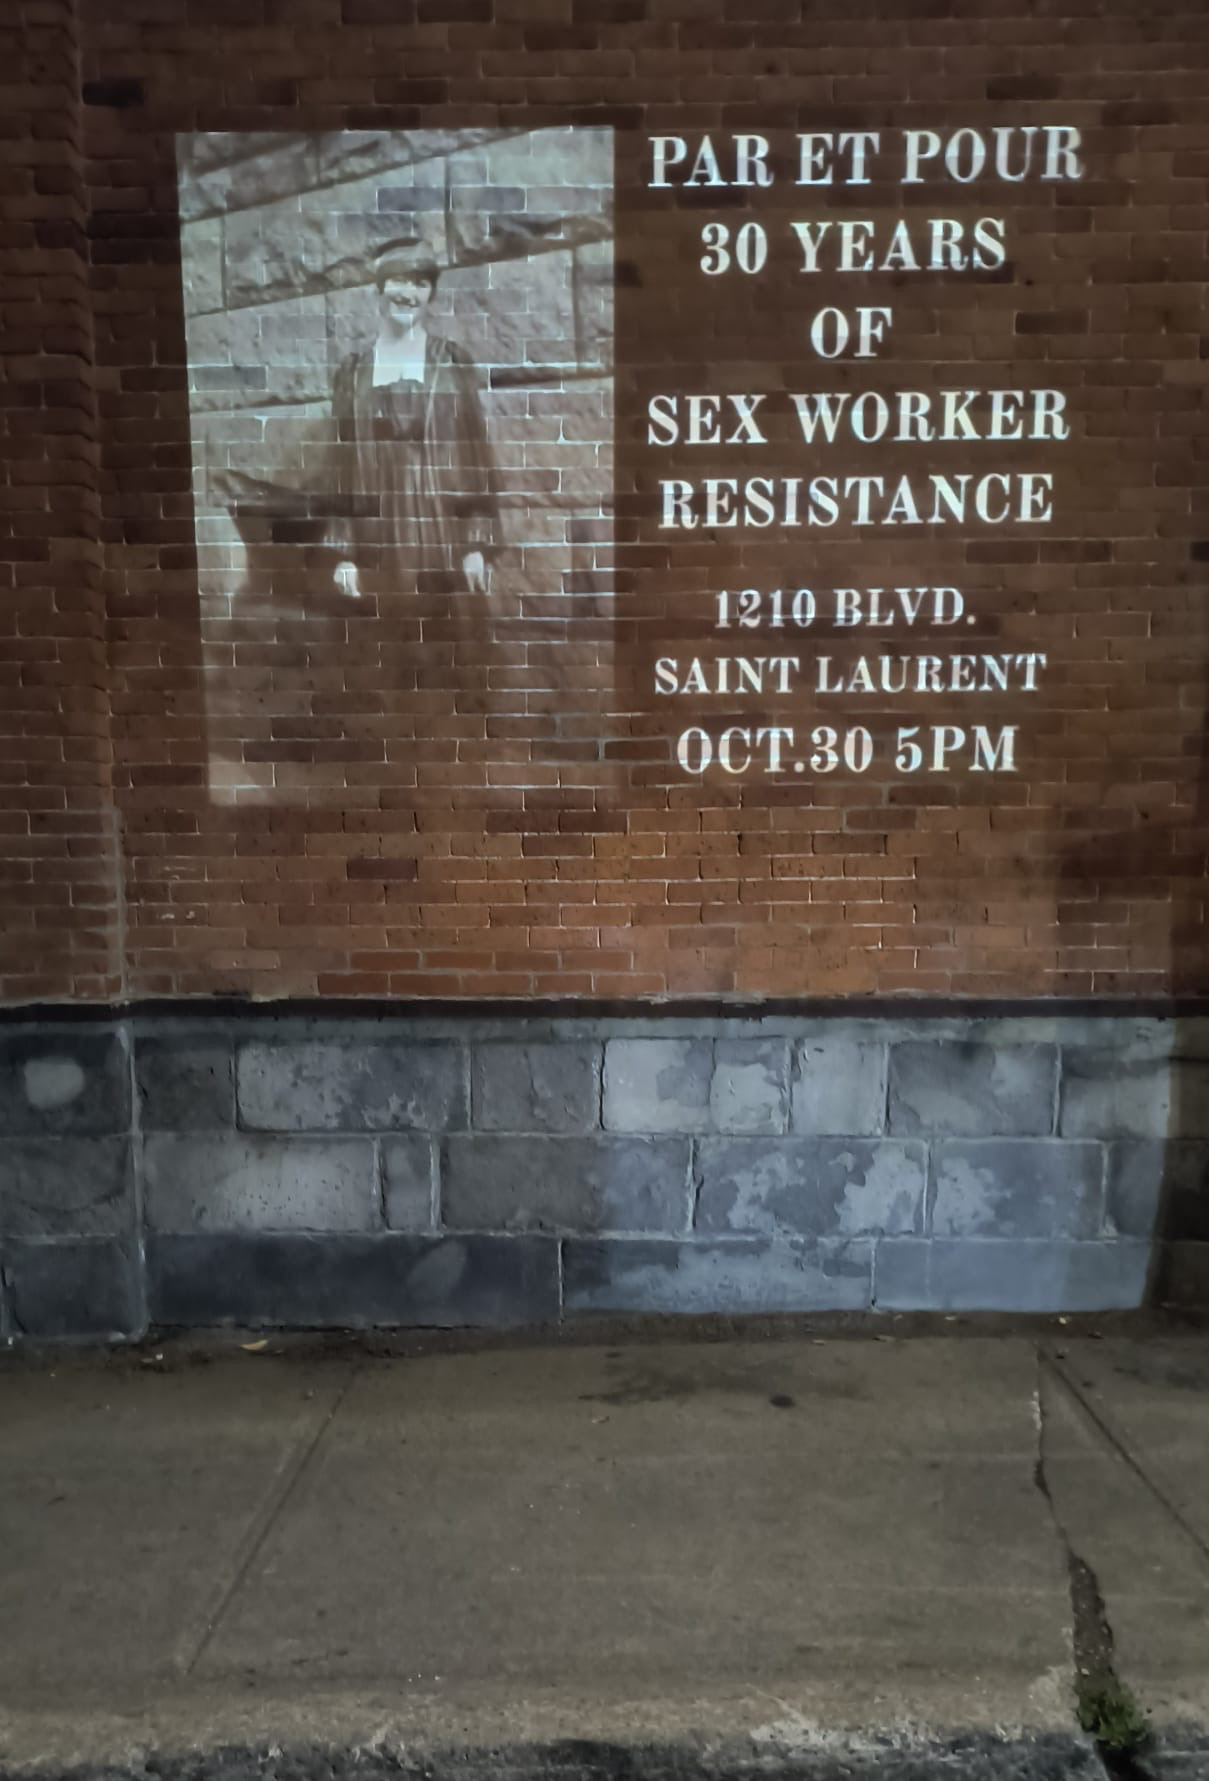 PAR ET POUR
30 YEARS
OF
SEX WORKER
RESISTANCE
1210 BLVD.
SAINT LAURENT
OCT.30 5PM